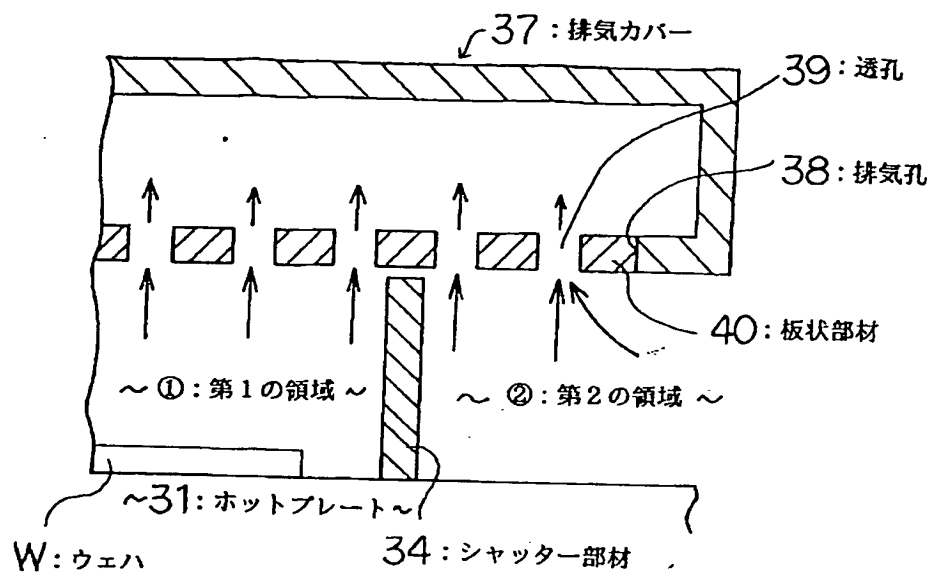 37:排気カバー
39:透孔
38:排気孔
40:板状部材
～①:第1の領域～
～②:第2の領域～
～31:ホットプレート～
W:ウェハ
34:シャッター部材